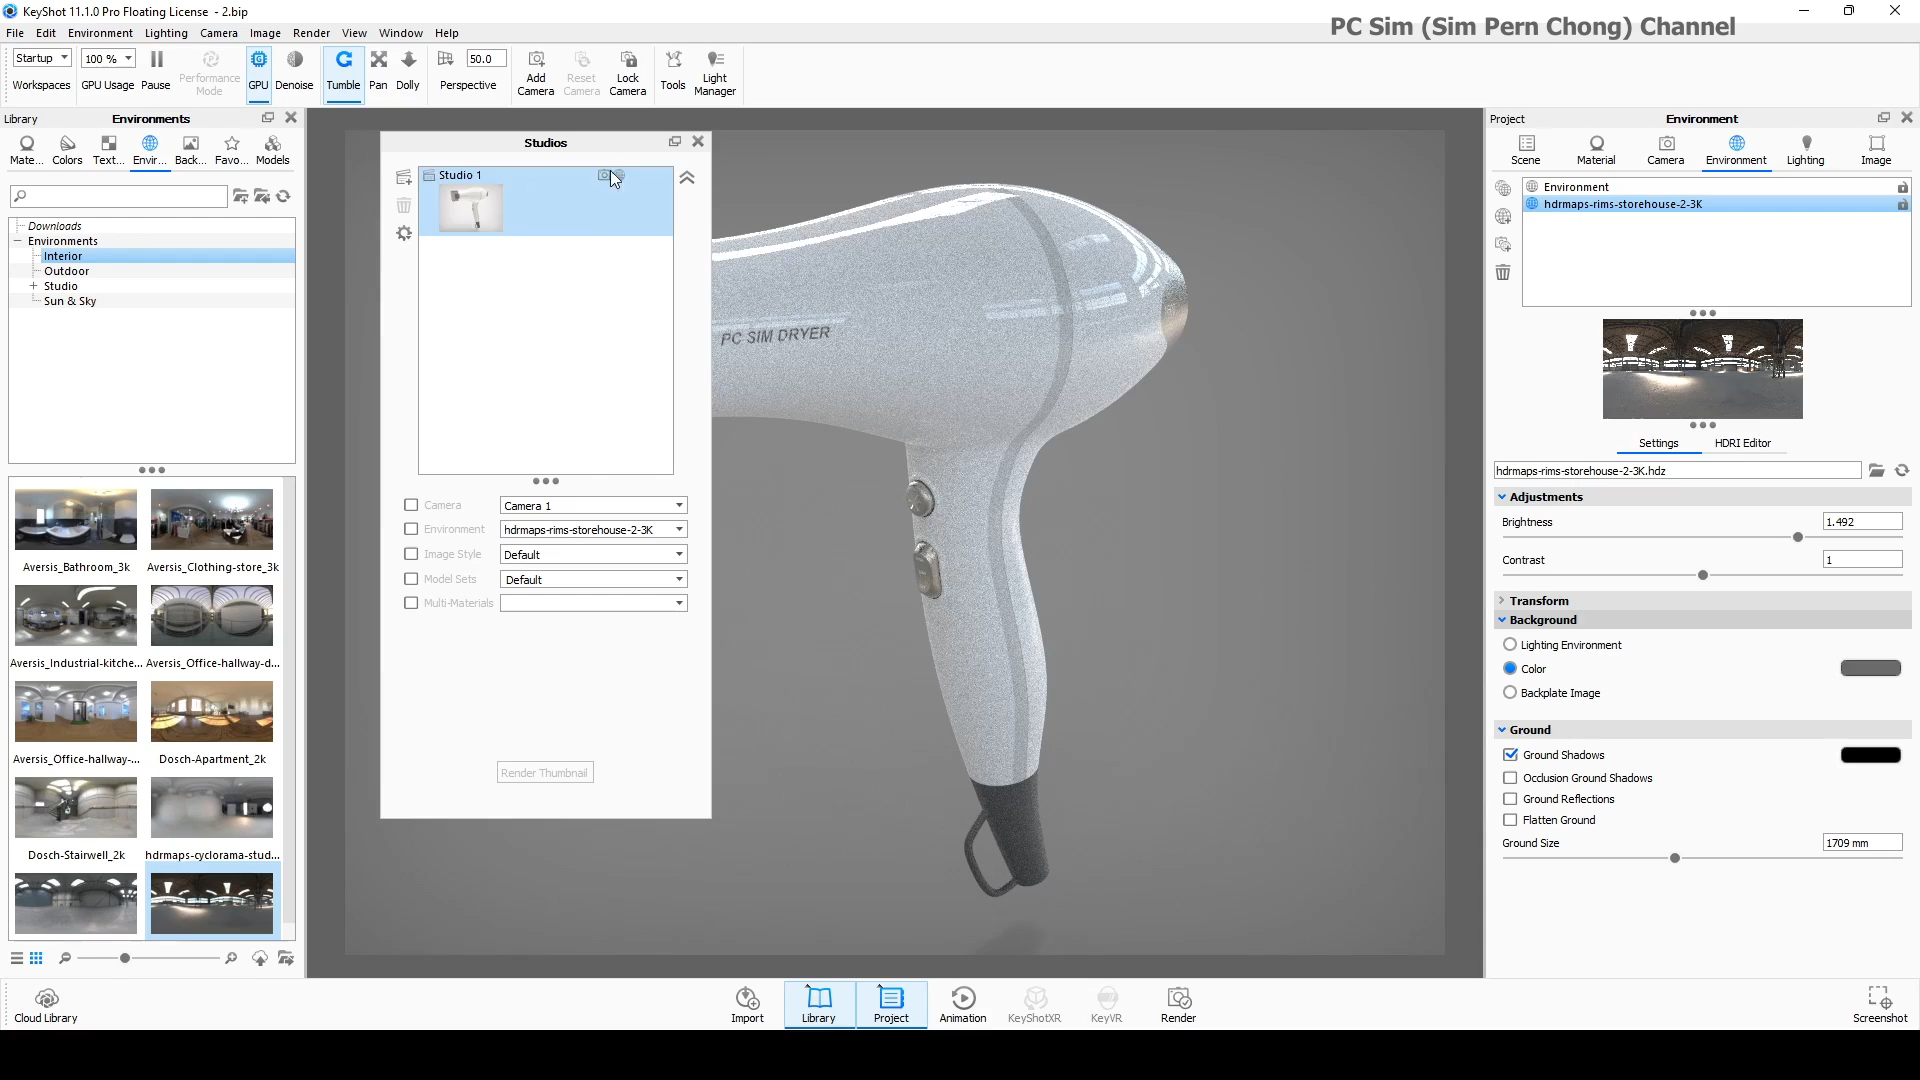 KeyShot 11.1.0 Pro Floating License - 2.bip
PC Sim (Sim Pern Chong) Channel
File Edit Environment Lighting Camera Image Render View Window Help
Startup 100 % 50.0
Workspaces GPU Usage Pause Performance Mode GPU Denoise Tumble Pan Dolly Perspective Add Camera Reset Camera Lock Camera Tools Light Manager
Library Environments
Mate... Colors Text... Envir... Back... Favo... Models
Downloads
Environments
Interior
Outdoor
Studio
Sun & Sky
Aversis_Bathroom_3k Aversis_Clothing-store_3k
Aversis_Industrial-kitche... Aversis_Office-hallway-d...
Aversis_Office-hallway-... Dosch-Apartment_2k
Dosch-Stairwell_2k hdrmaps-cyclorama-stud...
Studios
Studio 1
Camera Camera 1
Environment hdrmaps-rims-storehouse-2-3K
Image Style Default
Model Sets Default
Multi-Materials
Render Thumbnail
PC SIM DRYER
Project Environment
Scene Material Camera Environment Lighting Image
Environment
hdrmaps-rims-storehouse-2-3K
Settings HDRI Editor
hdrmaps-rims-storehouse-2-3K.hdz
Adjustments
Brightness 1.492
Contrast 1
Transform
Background
Lighting Environment
Color
Backplate Image
Ground
Ground Shadows
Occlusion Ground Shadows
Ground Reflections
Flatten Ground
Ground Size 1709 mm
Cloud Library Import Library Project Animation KeyShotXR KeyVR Render Screenshot